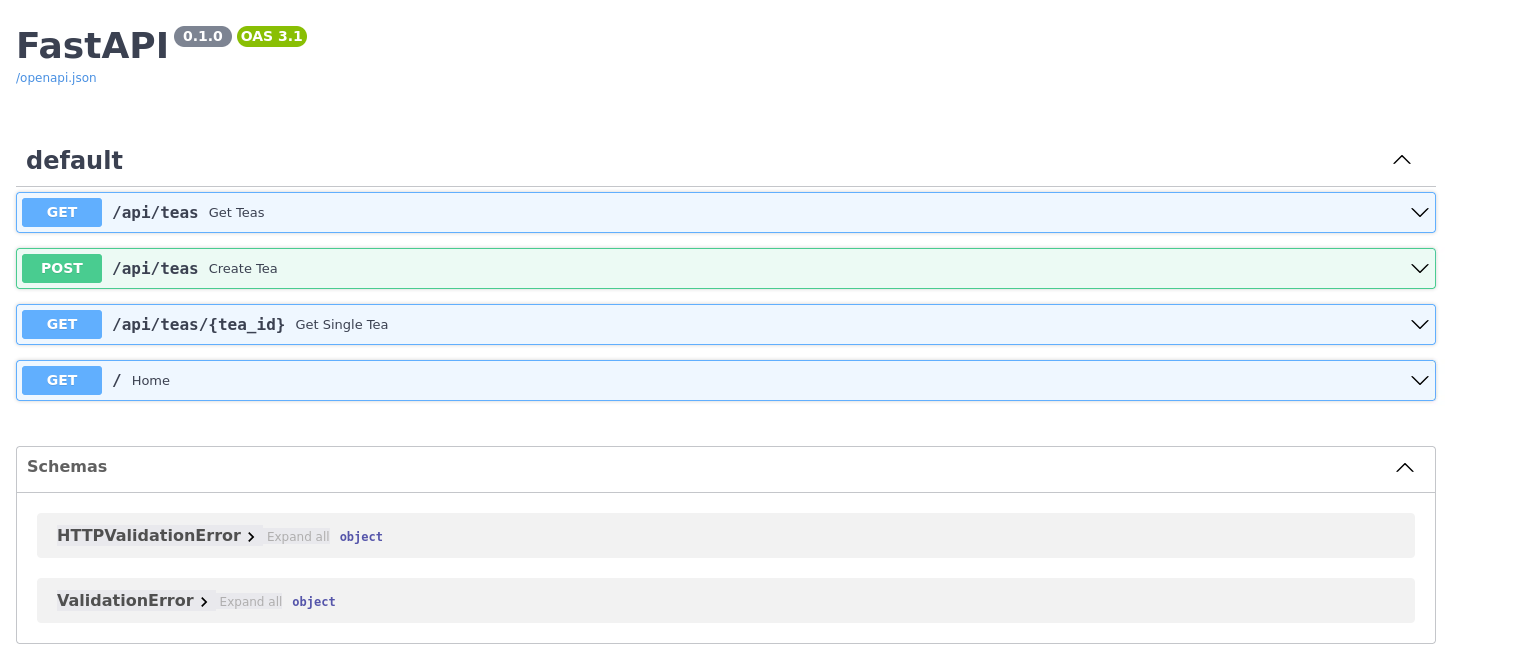 FastAPI 0.1.0 OAS 3.1
/openapi.json
default
GET /api/teas Get Teas
POST /api/teas Create Tea
GET /api/teas/{tea_id} Get Single Tea
GET / Home
Schemas
HTTPValidationError Expand all object
ValidationError Expand all object